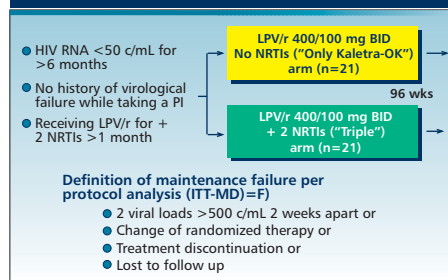 ● HIV RNA <50 c/mL for
>6 months
● No history of virological
failure while taking a PI
● Receiving LPV/r for +
2 NRTIs >1 month
LPV/r 400/100 mg BID
No NRTIs ("Only Kaletra-OK")
arm (n=21)
96 wks
LPV/r 400/100 mg BID
+ 2 NRTIs ("Triple")
arm (n=21)
Definition of maintenance failure per
protocol analysis (ITT-MD)=F)
● 2 viral loads >500 c/mL 2 weeks apart or
● Change of randomized therapy or
● Treatment discontinuation or
● Lost to follow up